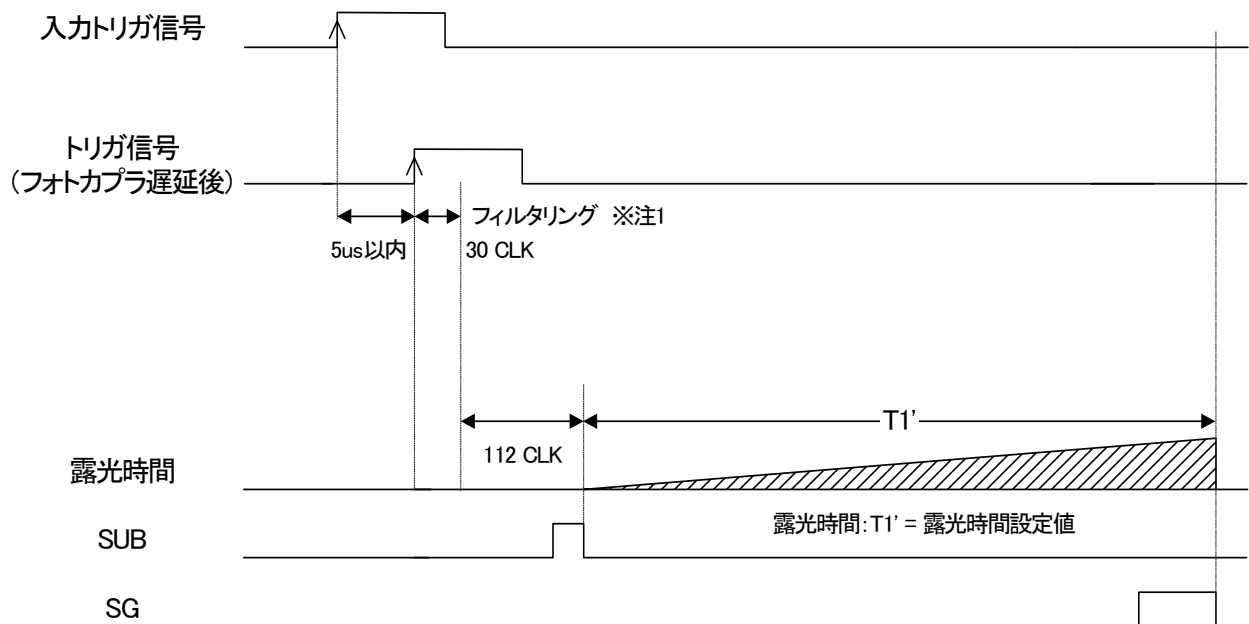 入力トリガ信号
トリガ信号
（フォトカプラ遅延後）
フィルタリング ※注1
5us以内
30 CLK
T1'
112 CLK
露光時間
露光時間：T1' = 露光時間設定値
SUB
SG